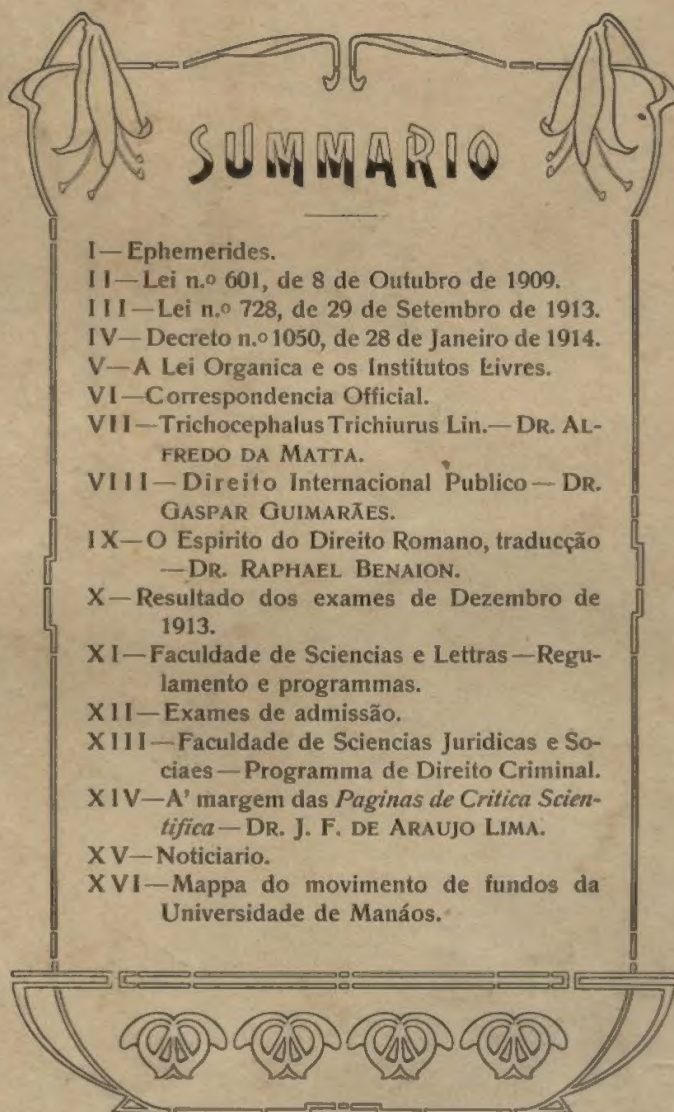 SUMMARIO
I—Ephemerides.
II—Lei n.o 601, de 8 de Outubro de 1909.
III—Lei n.o 728, de 29 de Setembro de 1913.
IV—Decreto n.o 1050, de 28 de Janeiro de 1914.
V—A Lei Organica e os Institutos Livres.
VI—Correspondencia Official.
VII—Trichocephalus Trichiurus Lin.—DR. AL-
FREDO DA MATTA.
VIII—Direito Internacional Publico—DR.
GASPAR GUIMARÃES.
IX—O Espirito do Direito Romano, traducção
—DR. RAPHAEL BENAION.
X—Resultado dos exames de Dezembro de
1913.
XI—Faculdade de Sciencias e Lettras—Regu-
lamento e programmas.
XII—Exames de admissão.
XIII—Faculdade de Sciencias Juridicas e So-
ciaes—Programma de Direito Criminal.
XIV—A' margem das Paginas de Critica Scien-
tifica—DR. J. F. DE ARAUJO LIMA.
XV—Noticiario.
XVI—Mappa do movimento de fundos da
Universidade de Manáos.